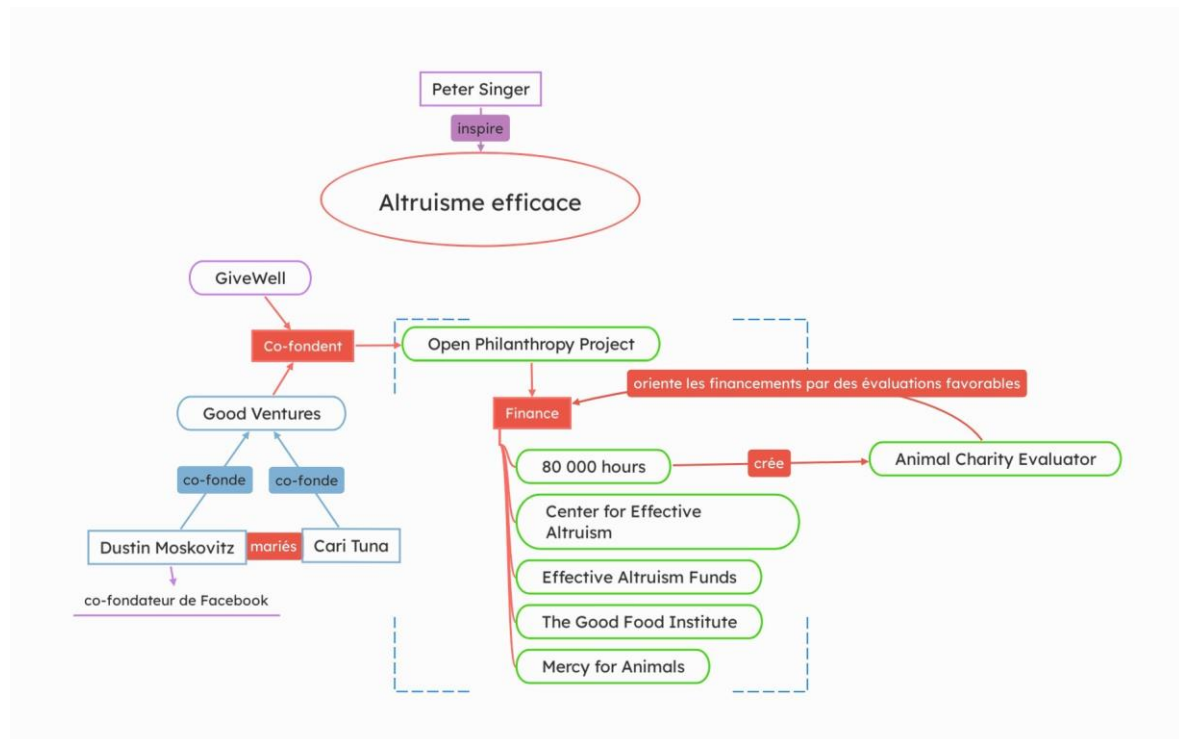 Peter Singer
inspire
Altruisme efficace
GiveWell
Co-fondent
Open Philanthropy Project
oriente les financements par des évaluations favorables
Good Ventures
Finance
80 000 hours
crée
Animal Charity Evaluator
co-fonde
co-fonde
Center for Effective
Altruism
Dustin Moskovitz
mariés
Cari Tuna
Effective Altruism Funds
co-fondateur de Facebook
The Good Food Institute
Mercy for Animals